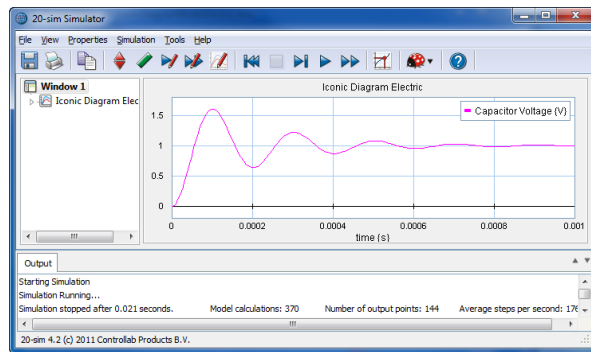 20-sim Simulator
File View Properties Simulation Tools Help
Window 1
Iconic Diagram Elec
Iconic Diagram Electric
Capacitor Voltage {V}
1.5
1
0.5
0
0 0.0002 0.0004 0.0006 0.0008 0.001
time {s}
Output
Starting Simulation
Simulation Running...
Simulation stopped after 0.021 seconds. Model calculations: 370 Number of output points: 144 Average steps per second: 176
20-sim 4.2 (c) 2011 Controllab Products B.V.